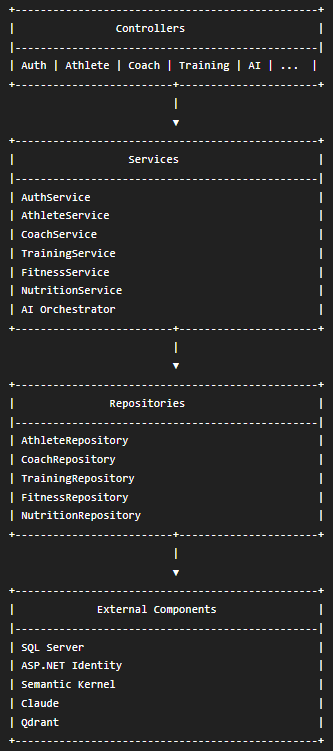 Controllers
Auth | Athlete | Coach | Training | AI | ... |
Services
AuthService
AthleteService
CoachService
TrainingService
FitnessService
NutritionService
AI Orchestrator
Repositories
AthleteRepository
CoachRepository
TrainingRepository
FitnessRepository
NutritionRepository
External Components
SQL Server
ASP.NET Identity
Semantic Kernel
Claude
Qdrant